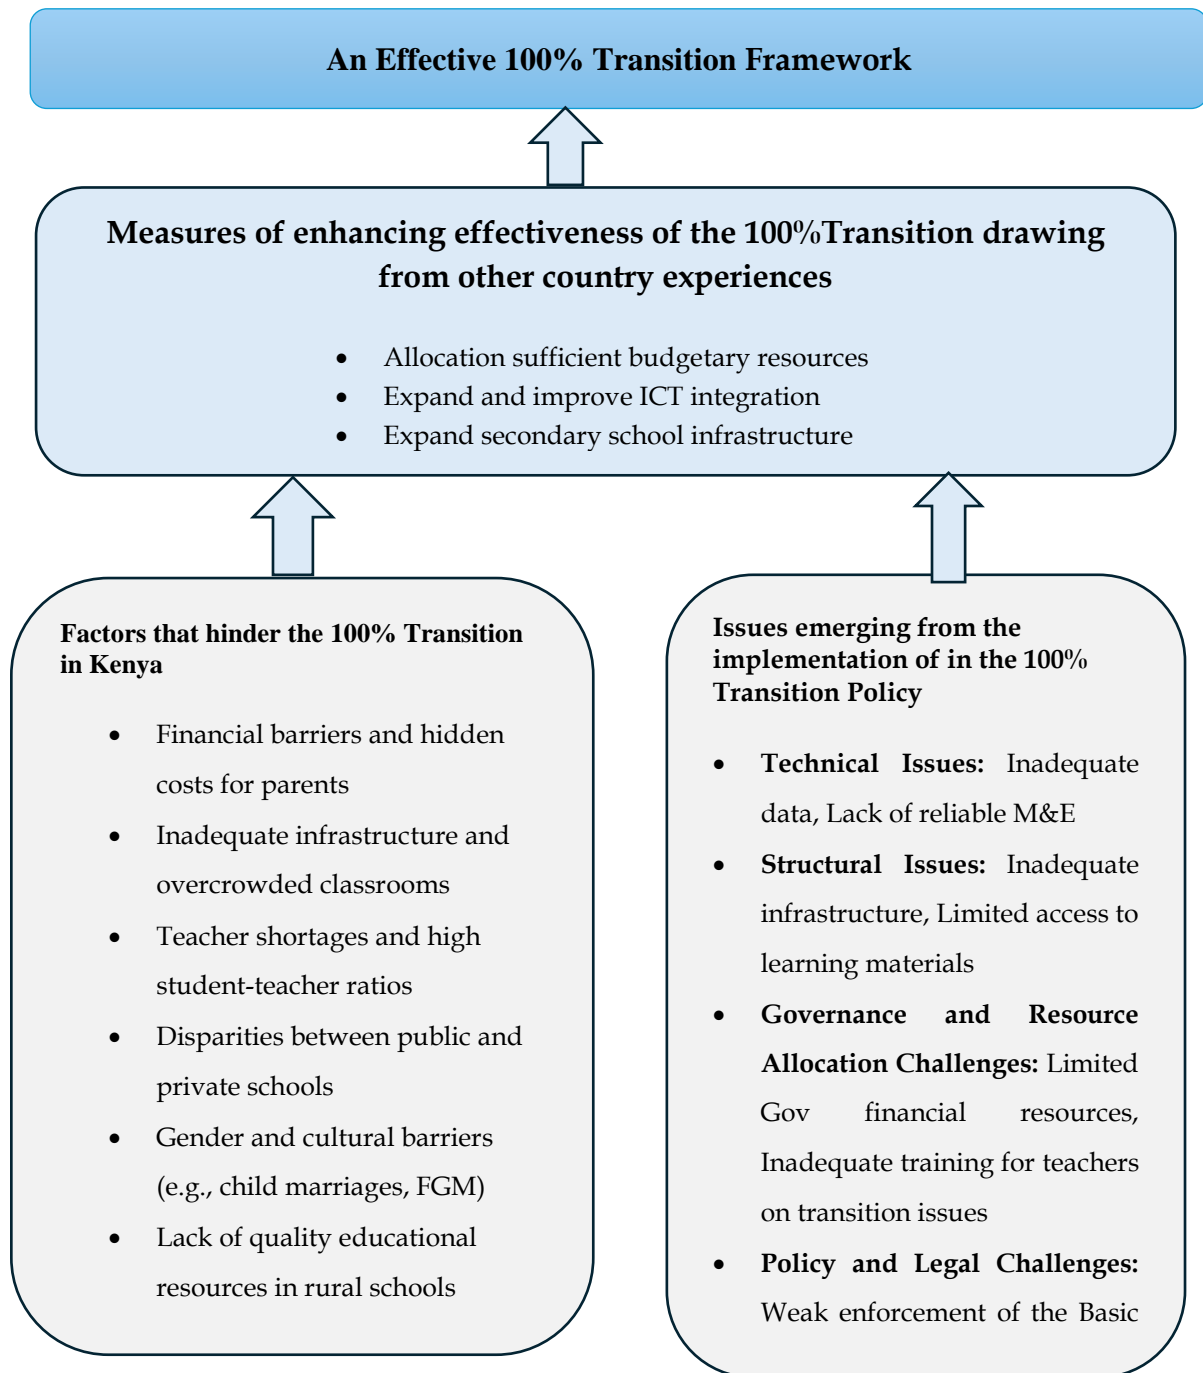 An Effective 100% Transition Framework
Measures of enhancing effectiveness of the 100%Transition drawing
from other country experiences
• Allocation sufficient budgetary resources
• Expand and improve ICT integration
• Expand secondary school infrastructure
Factors that hinder the 100% Transition
in Kenya
• Financial barriers and hidden
costs for parents
• Inadequate infrastructure and
overcrowded classrooms
• Teacher shortages and high
student-teacher ratios
• Disparities between public and
private schools
• Gender and cultural barriers
(e.g., child marriages, FGM)
• Lack of quality educational
resources in rural schools
Issues emerging from the
implementation of in the 100%
Transition Policy
• Technical Issues: Inadequate
data, Lack of reliable M&E
• Structural Issues: Inadequate
infrastructure, Limited access to
learning materials
• Governance and Resource
Allocation Challenges: Limited
Gov financial resources,
Inadequate training for teachers
on transition issues
• Policy and Legal Challenges:
Weak enforcement of the Basic